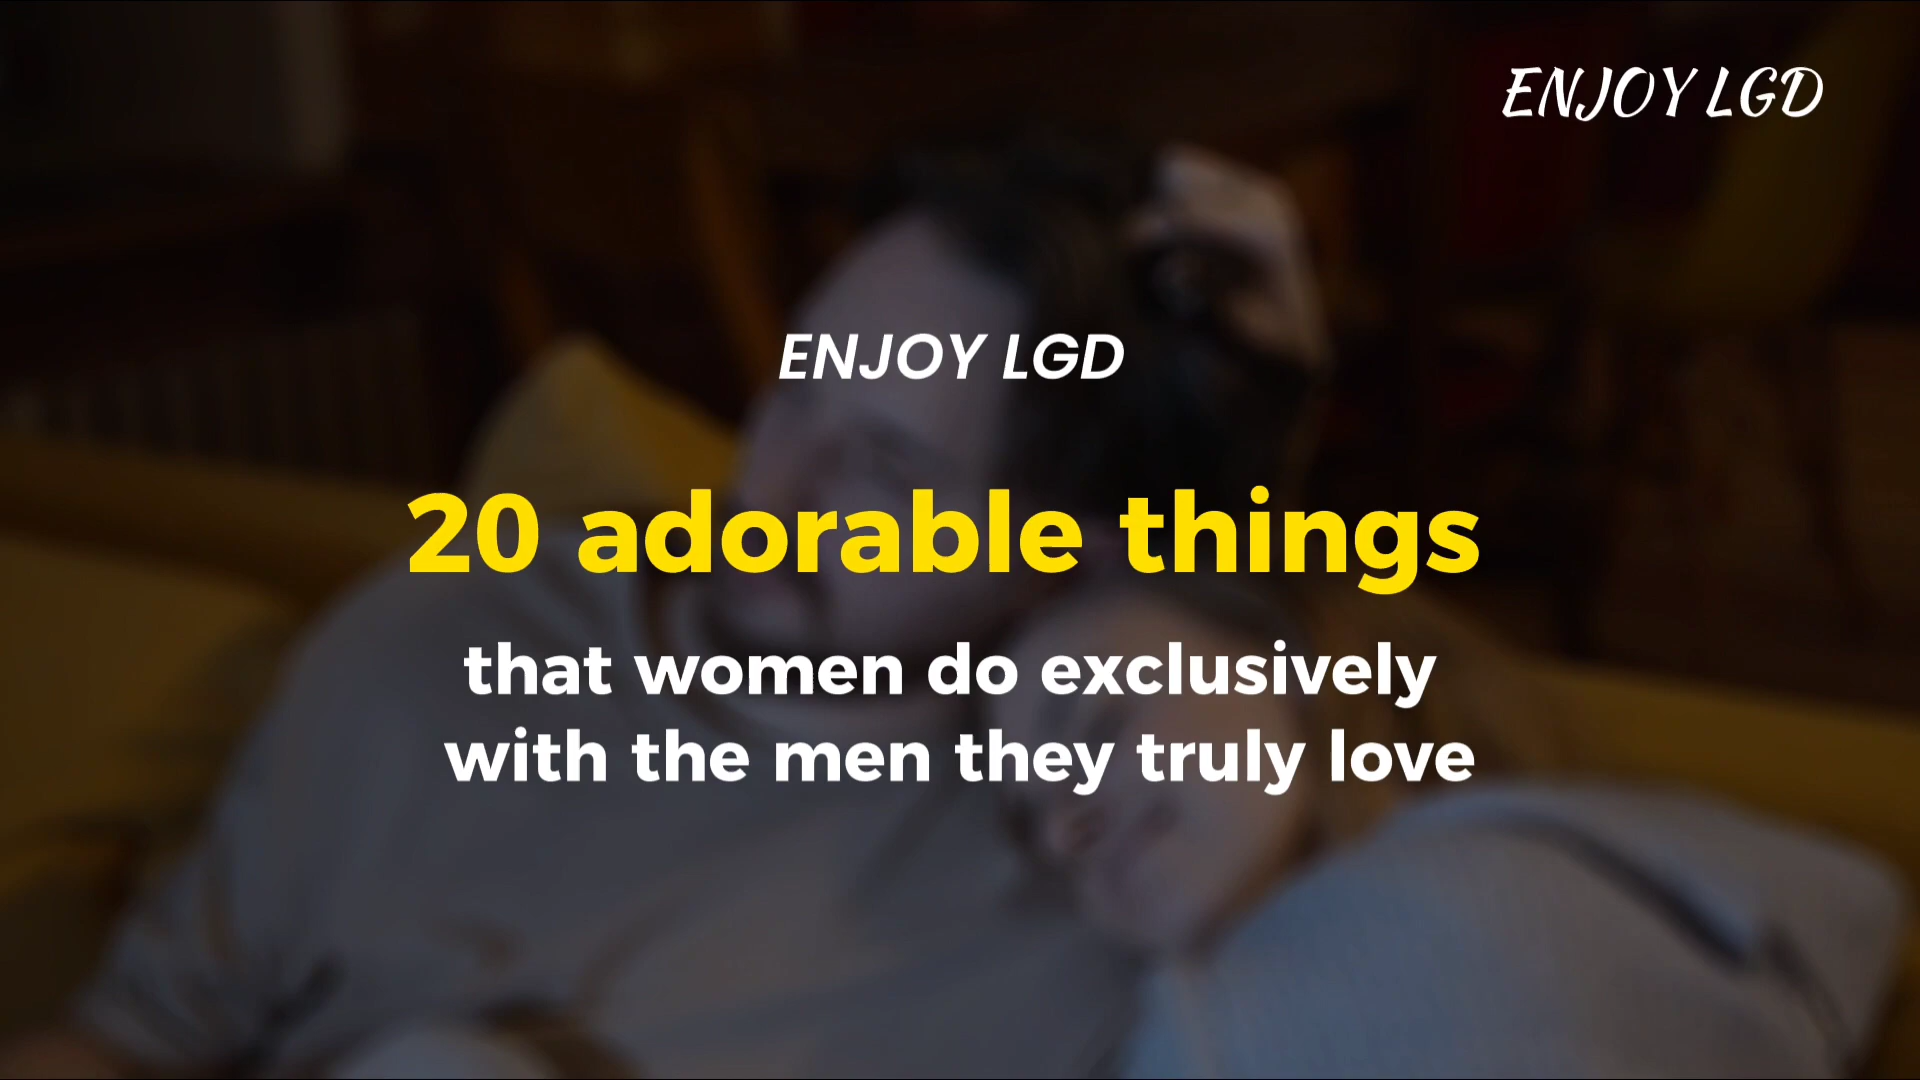 ENJOY LGD
ENJOY LGD
20 adorable things
that women do exclusively
with the men they truly love